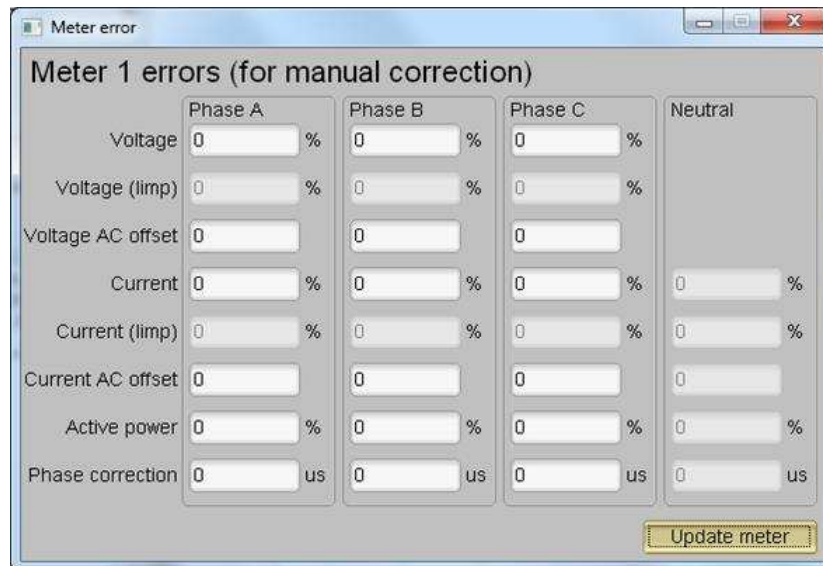 Meter error
Meter 1 errors (for manual correction)
Phase A Phase B Phase C Neutral
Voltage 0 % 0 % 0 %
Voltage (limp) 0 % 0 % 0 %
Voltage AC offset 0 0 0
Current 0 % 0 % 0 % 0 %
Current (limp) 0 % 0 % 0 % 0 %
Current AC offset 0 0 0 0
Active power 0 % 0 % 0 % 0 %
Phase correction 0 us 0 us 0 us 0 us
Update meter